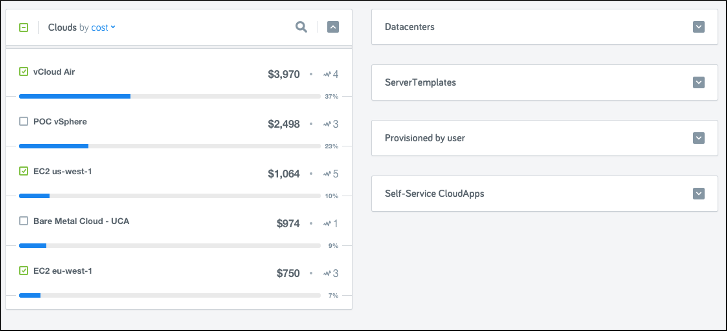 Clouds by cost
vCloud Air $3,970 4
37%
POC vSphere $2,498 3
23%
EC2 us-west-1 $1,064 5
10%
Bare Metal Cloud - UCA $974 1
9%
EC2 eu-west-1 $750 3
7%
Datacenters
ServerTemplates
Provisioned by user
Self-Service CloudApps